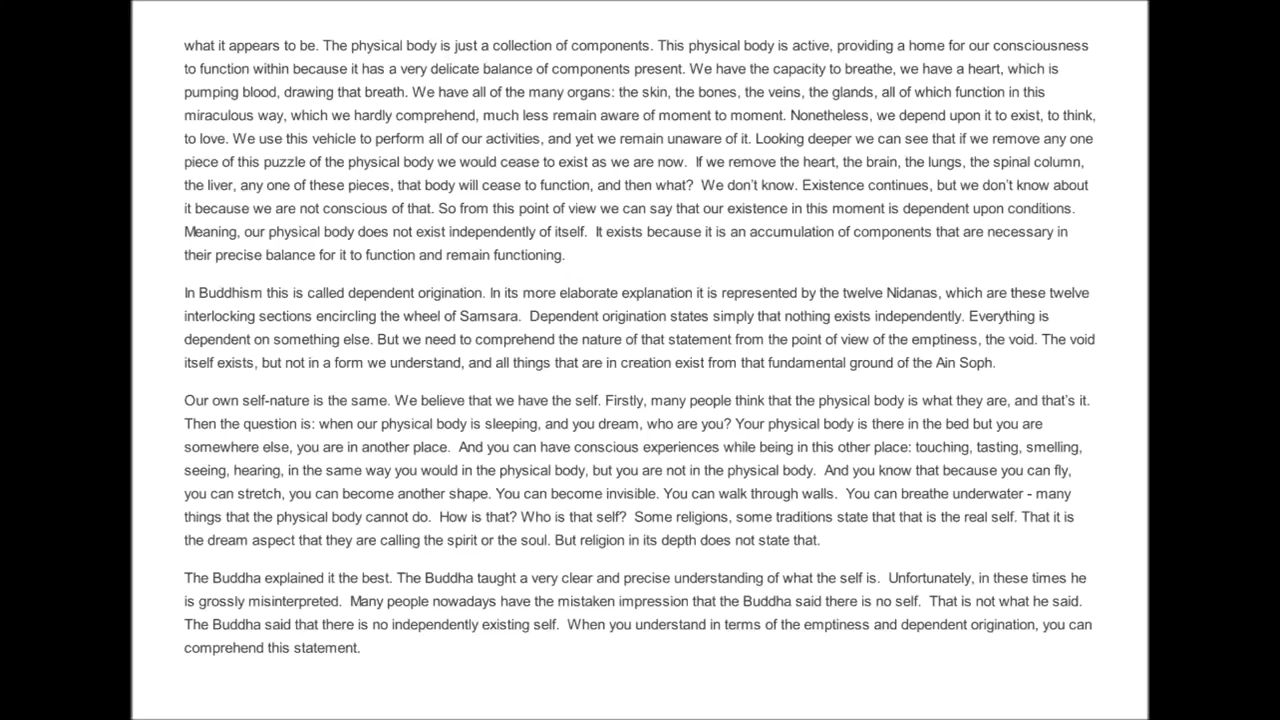 what it appears to be. The physical body is just a collection of components. This physical body is active, providing a home for our consciousness
to function within because it has a very delicate balance of components present. We have the capacity to breathe, we have a heart, which is
pumping blood, drawing that breath. We have all of the many organs: the skin, the bones, the veins, the glands, all of which function in this
miraculous way, which we hardly comprehend, much less remain aware of moment to moment. Nonetheless, we depend upon it to exist, to think,
to love. We use this vehicle to perform all of our activities, and yet we remain unaware of it. Looking deeper we can see that if we remove any one
piece of this puzzle of the physical body we would cease to exist as we are now.  If we remove the heart, the brain, the lungs, the spinal column,
the liver, any one of these pieces, that body will cease to function, and then what?  We don't know. Existence continues, but we don't know about
it because we are not conscious of that. So from this point of view we can say that our existence in this moment is dependent upon conditions.
Meaning, our physical body does not exist independently of itself.  It exists because it is an accumulation of components that are necessary in
their precise balance for it to function and remain functioning.
In Buddhism this is called dependent origination. In its more elaborate explanation it is represented by the twelve Nidanas, which are these twelve
interlocking sections encircling the wheel of Samsara.  Dependent origination states simply that nothing exists independently. Everything is
dependent on something else. But we need to comprehend the nature of that statement from the point of view of the emptiness, the void. The void
itself exists, but not in a form we understand, and all things that are in creation exist from that fundamental ground of the Ain Soph.
Our own self-nature is the same. We believe that we have the self. Firstly, many people think that the physical body is what they are, and that's it.
Then the question is: when our physical body is sleeping, and you dream, who are you? Your physical body is there in the bed but you are
somewhere else, you are in another place.  And you can have conscious experiences while being in this other place: touching, tasting, smelling,
seeing, hearing, in the same way you would in the physical body, but you are not in the physical body.  And you know that because you can fly,
you can stretch, you can become another shape. You can become invisible. You can walk through walls.  You can breathe underwater - many
things that the physical body cannot do.  How is that? Who is that self?  Some religions, some traditions state that that is the real self. That it is
the dream aspect that they are calling the spirit or the soul. But religion in its depth does not state that.
The Buddha explained it the best. The Buddha taught a very clear and precise understanding of what the self is.  Unfortunately, in these times he
is grossly misinterpreted.  Many people nowadays have the mistaken impression that the Buddha said there is no self.  That is not what he said.
The Buddha said that there is no independently existing self.  When you understand in terms of the emptiness and dependent origination, you can
comprehend this statement.